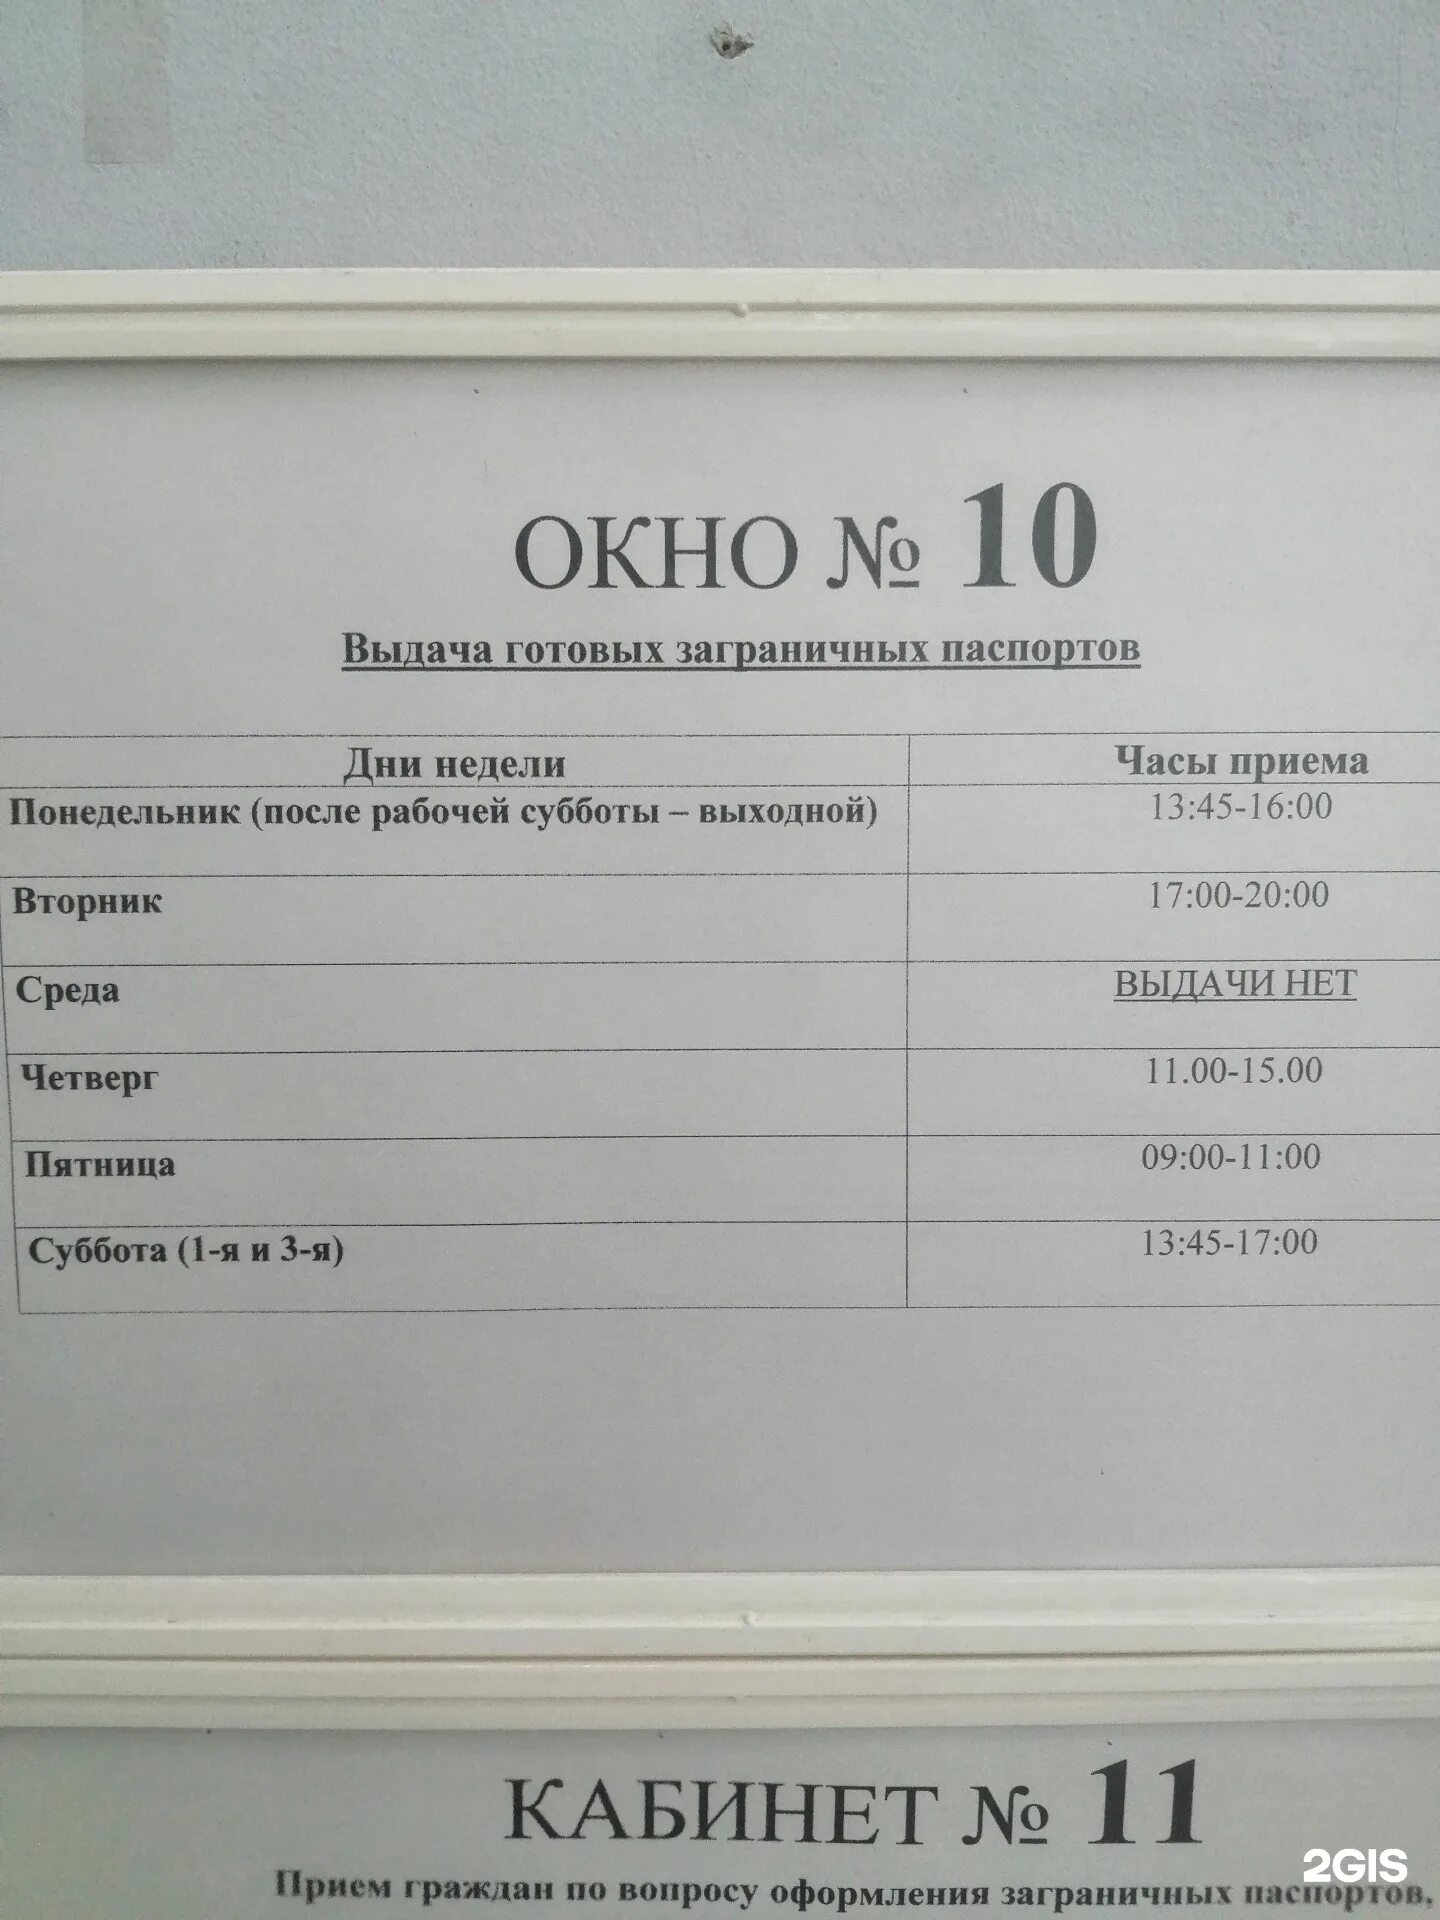 ОКНО № 10
Выдача готовых заграничных паспортов
Дни недели Часы приема
Понедельник (после рабочей субботы – выходной) 13:45-16:00
Вторник 17:00-20:00
Среда ВЫДАЧИ НЕТ
Четверг 11.00-15.00
Пятница 09:00-11:00
Суббота (1-я и 3-я) 13:45-17:00
КАБИНЕТ № 11
Прием граждан по вопросу оформления заграничных паспортов,
2GIS